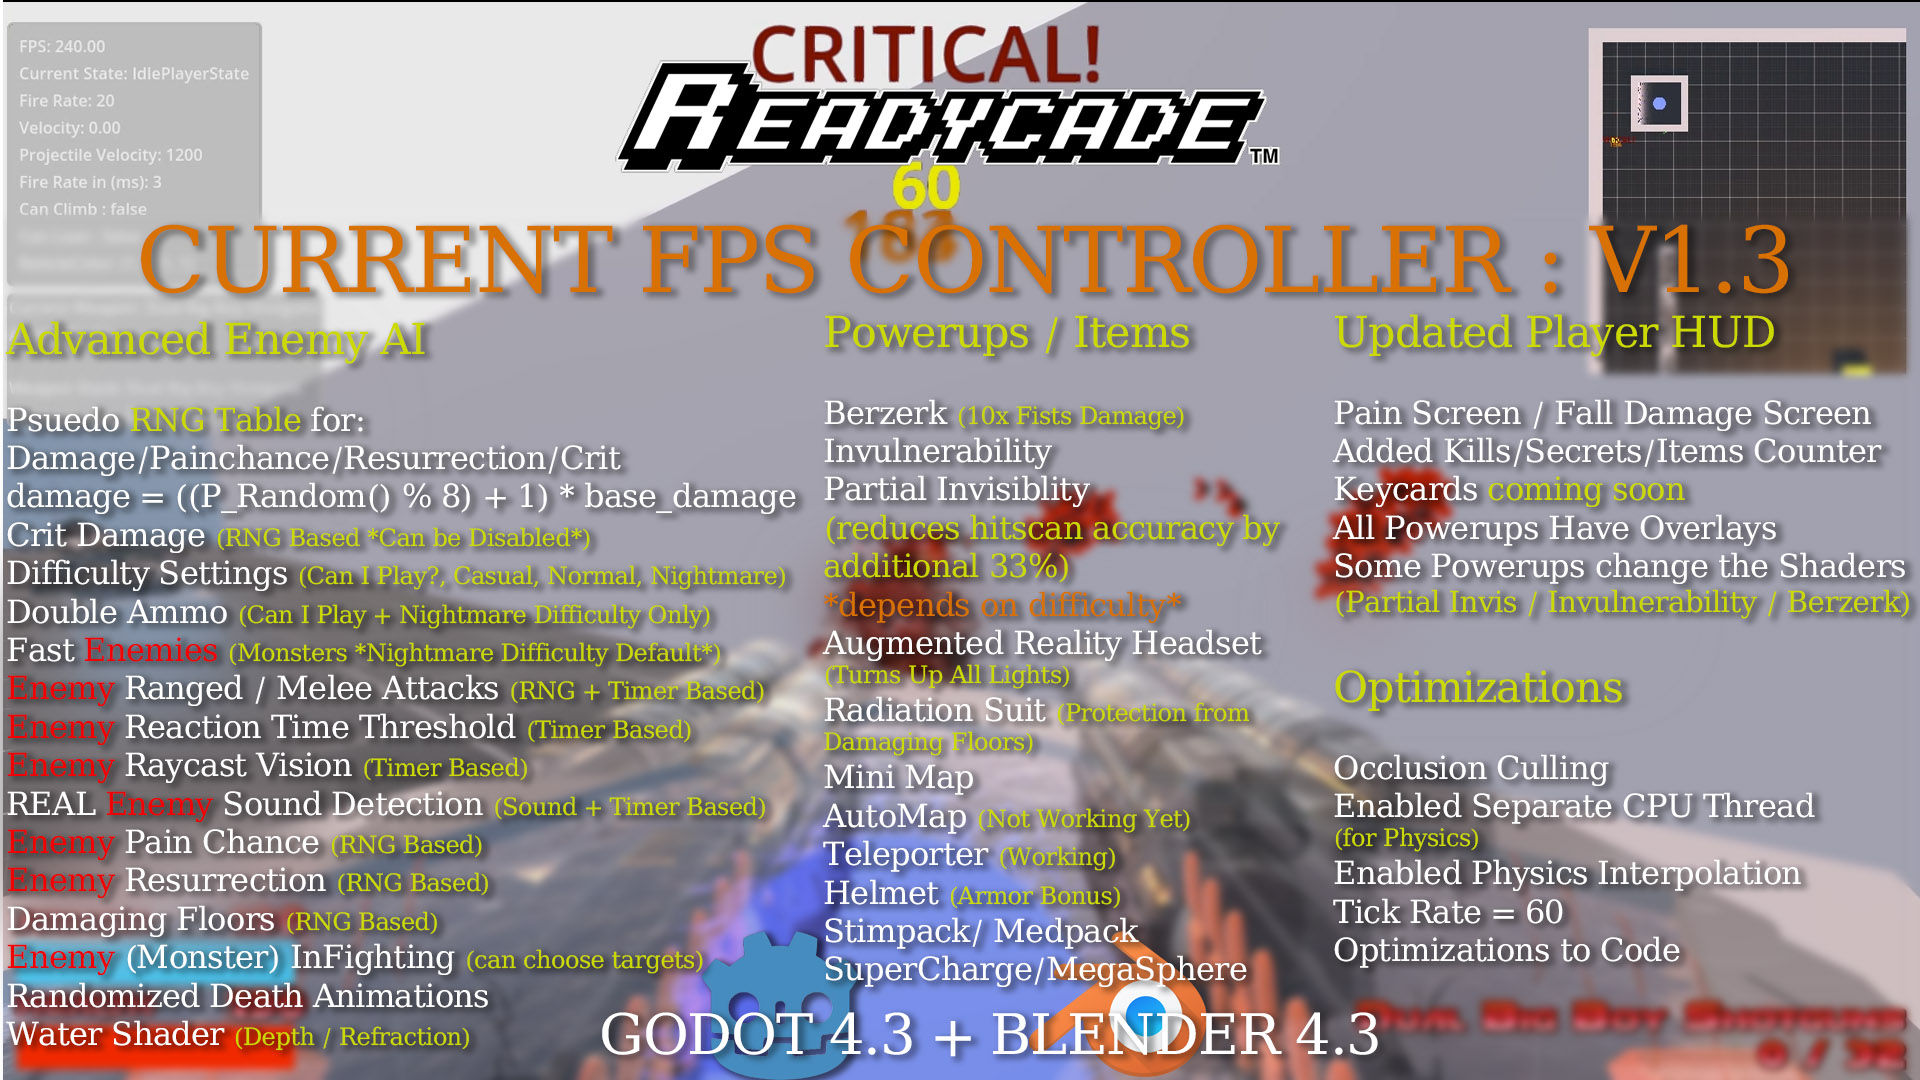 FPS: 240.00
Current State: IdlePlayerState
Fire Rate: 20
Velocity: 0.00
Projectile Velocity: 1200
Fire Rate in (ms): 3
Can Climb : false
CRITICAL!
READYCADE TM
60
183
CURRENT FPS CONTROLLER : V1.3
Advanced Enemy AI
Psuedo RNG Table for:
Damage/Painchance/Resurrection/Crit
damage = ((P_Random() % 8) + 1) * base_damage
Crit Damage (RNG Based *Can be Disabled*)
Difficulty Settings (Can I Play?, Casual, Normal, Nightmare)
Double Ammo (Can I Play + Nightmare Difficulty Only)
Fast Enemies (Monsters *Nightmare Difficulty Default*)
Enemy Ranged / Melee Attacks (RNG + Timer Based)
Enemy Reaction Time Threshold (Timer Based)
Enemy Raycast Vision (Timer Based)
REAL Enemy Sound Detection (Sound + Timer Based)
Enemy Pain Chance (RNG Based)
Enemy Resurrection (RNG Based)
Damaging Floors (RNG Based)
Enemy (Monster) InFighting (can choose targets)
Randomized Death Animations
Water Shader (Depth / Refraction)
Powerups / Items
Berzerk (10x Fists Damage)
Invulnerability
Partial Invisiblity
(reduces hitscan accuracy by
additional 33%)
*depends on difficulty*
Augmented Reality Headset
(Turns Up All Lights)
Radiation Suit (Protection from
Damaging Floors)
Mini Map
AutoMap (Not Working Yet)
Teleporter (Working)
Helmet (Armor Bonus)
Stimpack/ Medpack
SuperCharge/MegaSphere
Updated Player HUD
Pain Screen / Fall Damage Screen
Added Kills/Secrets/Items Counter
Keycards coming soon
All Powerups Have Overlays
Some Powerups change the Shaders
(Partial Invis / Invulnerability / Berzerk)
Optimizations
Occlusion Culling
Enabled Separate CPU Thread
(for Physics)
Enabled Physics Interpolation
Tick Rate = 60
Optimizations to Code
GODOT 4.3 + BLENDER 4.3
Dual Big Boy Shotguns
0 / 32